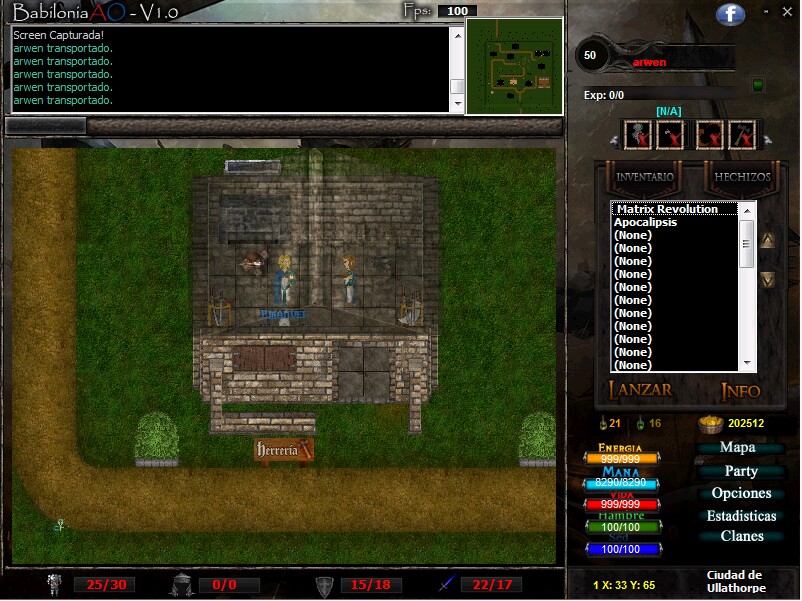 BabiloniaAO - V1.0
Fps: 100
Screen Capturada!
arwen transportado.
arwen transportado.
arwen transportado.
arwen transportado.
arwen transportado.
50
arwen
Exp: 0/0
[N/A]
INVENTARIO
HECHIZOS
Matrix Revolution
Apocalipsis
(None)
(None)
(None)
(None)
(None)
(None)
(None)
(None)
(None)
(None)
(None)
LANZAR
INFO
Herrería
21
16
202512
ENERGIA
999/999
MANA
8290/8290
VIDA
999/999
Hambre
100/100
Sed
100/100
Mapa
Party
Opciones
Estadisticas
Clanes
25/30
0/0
15/18
22/17
1 X: 33 Y: 65
Ciudad de
Ullathorpe
f